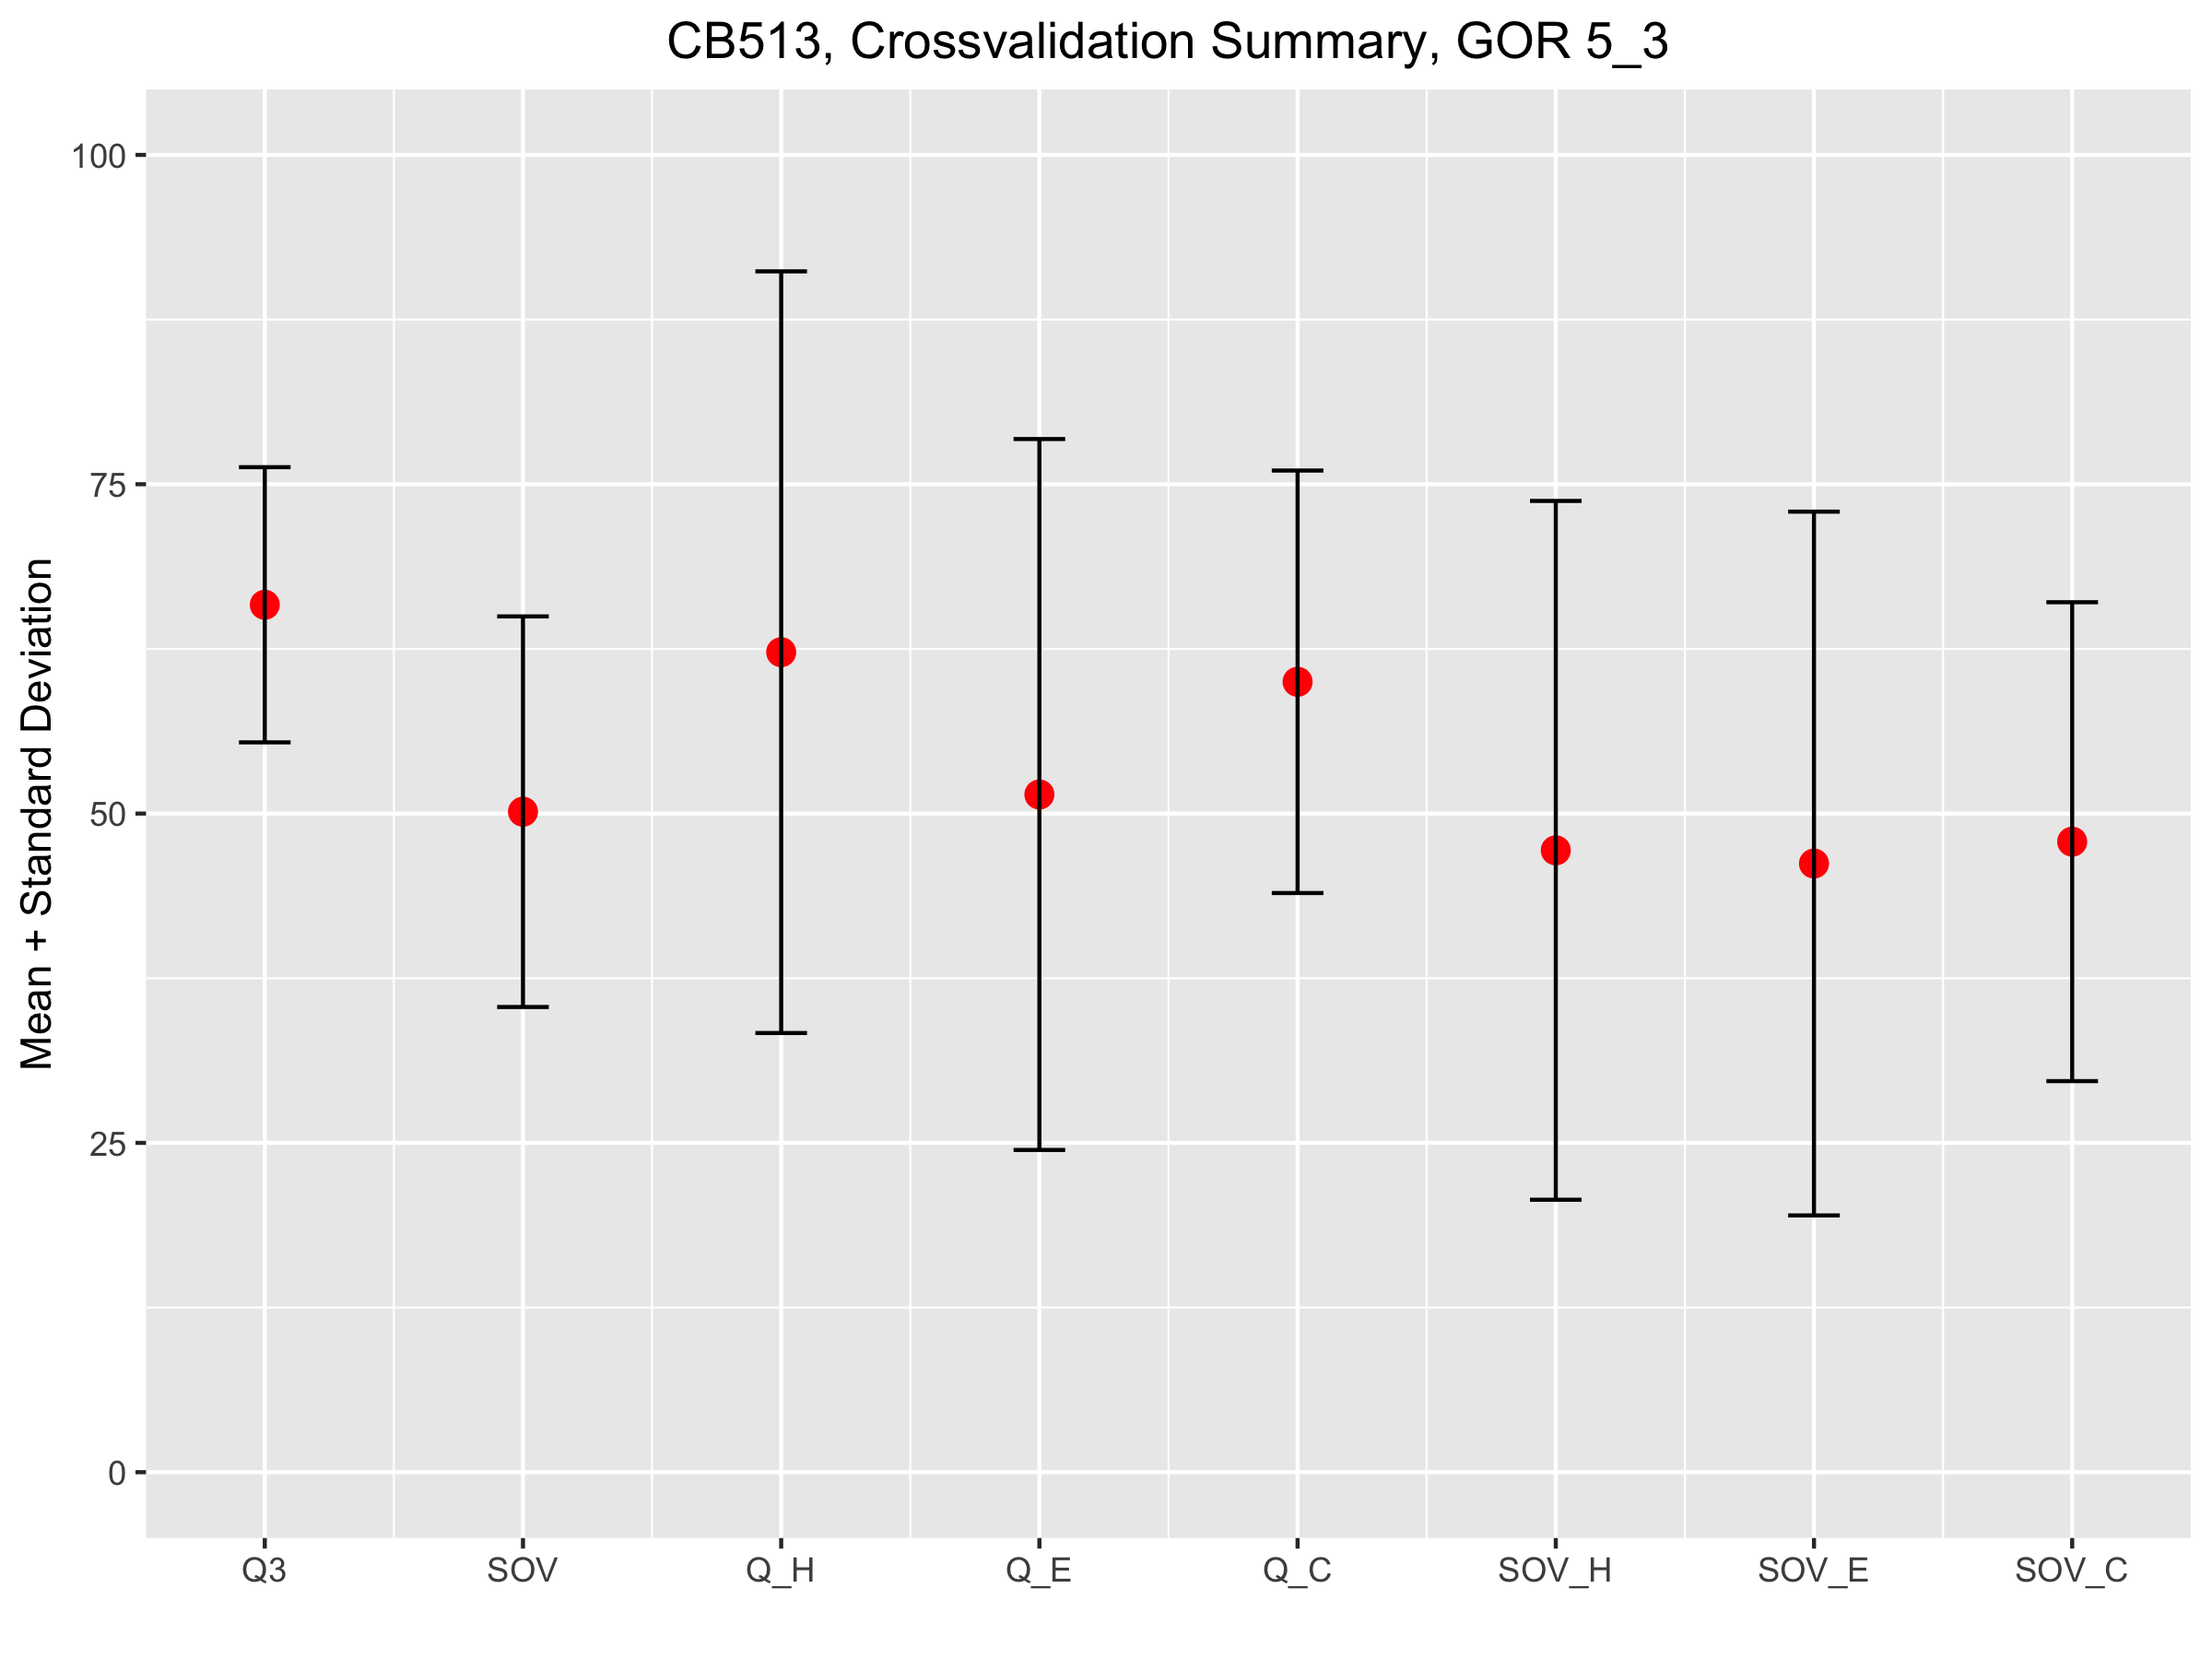 CB513, Crossvalidation Summary, GOR 5_3
Mean + Standard Deviation
100
75
50
25
0
Q3 SOV Q_H Q_E Q_C SOV_H SOV_E SOV_C